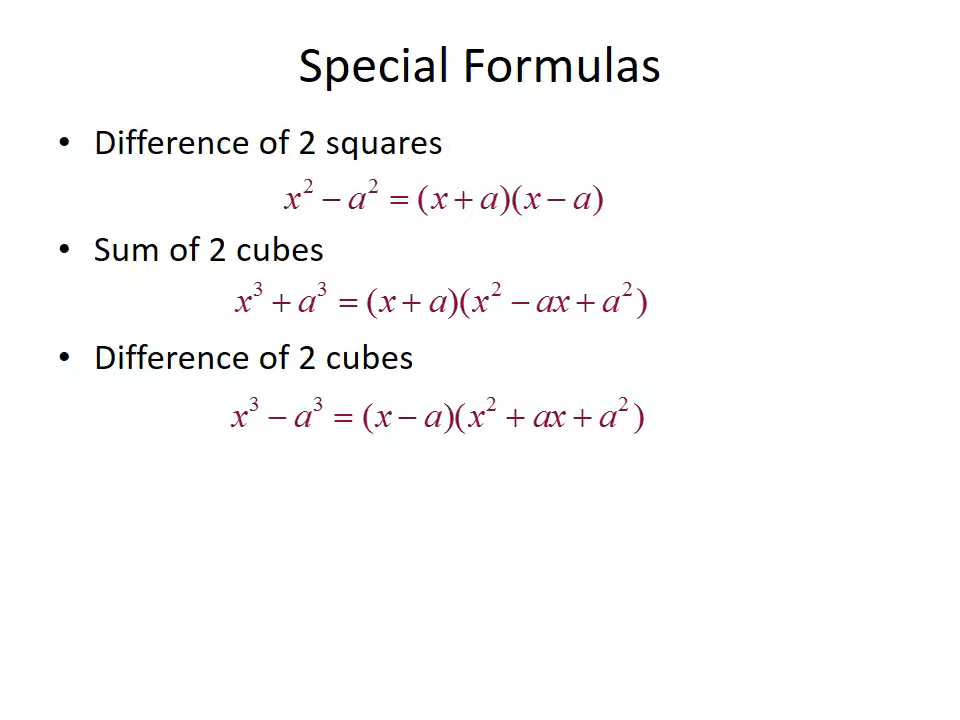 Special Formulas
• Difference of 2 squares
x² − a² = (x + a)(x − a)
• Sum of 2 cubes
x³ + a³ = (x + a)(x² − ax + a²)
• Difference of 2 cubes
x³ − a³ = (x − a)(x² + ax + a²)